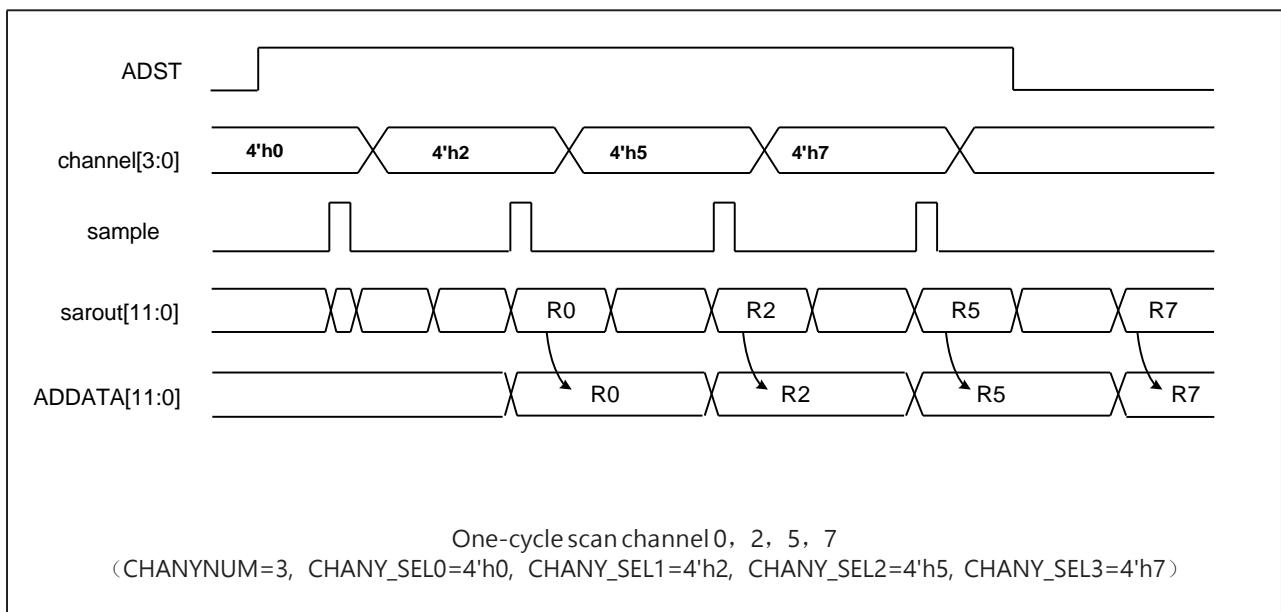 ADST
channel[3:0] 4'h0 4'h2 4'h5 4'h7
sample
sarout[11:0] R0 R2 R5 R7
ADDATA[11:0] R0 R2 R5 R7
One-cycle scan channel 0，2，5，7
（CHANYNUM=3, CHANY_SEL0=4'h0, CHANY_SEL1=4'h2, CHANY_SEL2=4'h5, CHANY_SEL3=4'h7）